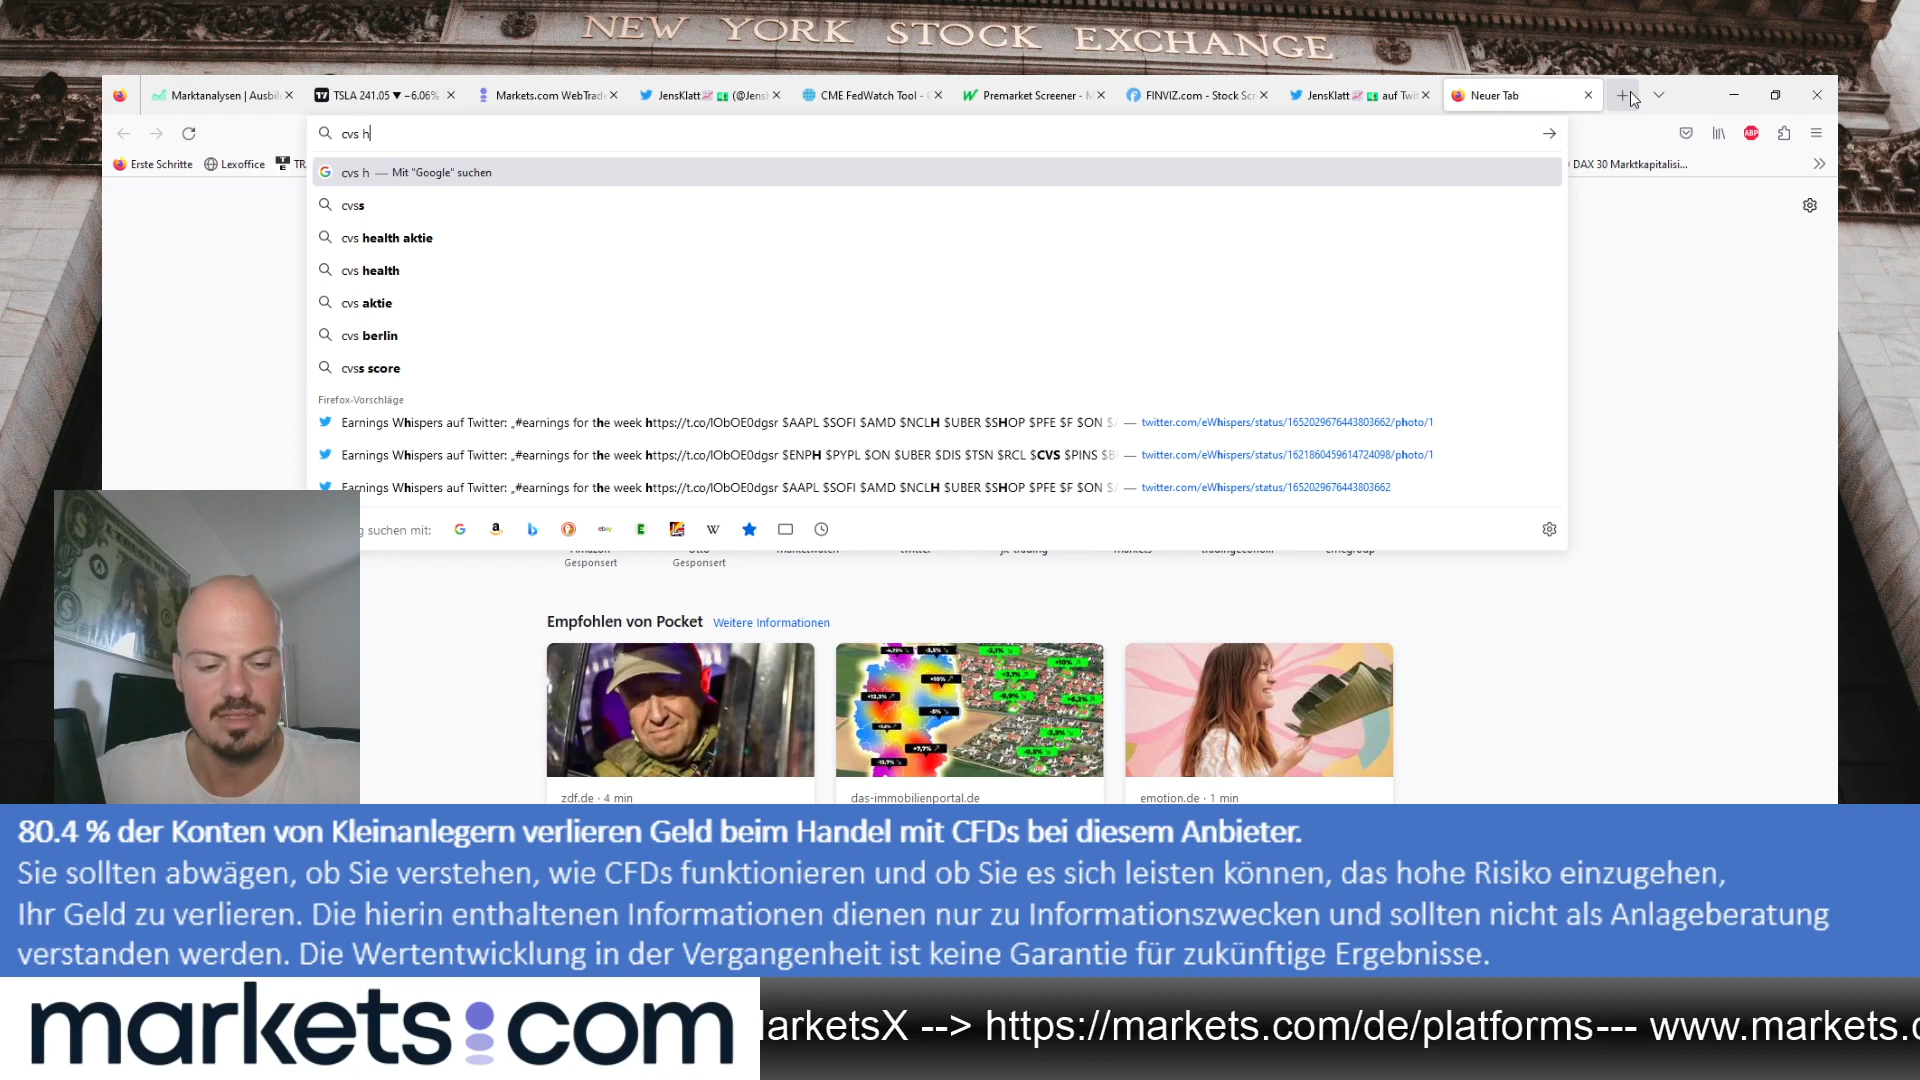 NEW YORK STOCK EXCHANGE
Marktanalysen | Ausbil
TSLA 241.05 ▼ −6.06%
Markets.com WebTrade
JensKlatt (@Jens
CME FedWatch Tool - C
Premarket Screener - M
FINVIZ.com - Stock Scr
JensKlatt auf Twit
Neuer Tab
cvs h
Erste Schritte
Lexoffice
TR
DAX 30 Marktkapitalisi...
cvs h — Mit "Google" suchen
cvss
cvs health aktie
cvs health
cvs aktie
cvs berlin
cvss score
Firefox-Vorschläge
Earnings Whispers auf Twitter: „#earnings for the week https://t.co/lObOE0dgsr $AAPL $SOFI $AMD $NCLH $UBER $SHOP $PFE $F $ON — twitter.com/eWhispers/status/1652029676443803662/photo/1
Earnings Whispers auf Twitter: „#earnings for the week https://t.co/lObOE0dgsr $ENPH $PYPL $ON $UBER $DIS $TSN $RCL $CVS $PINS — twitter.com/eWhispers/status/1621860459614724098/photo/1
Earnings Whispers auf Twitter: „#earnings for the week https://t.co/lObOE0dgsr $AAPL $SOFI $AMD $NCLH $UBER $SHOP $PFE $F $ON — twitter.com/eWhispers/status/1652029676443803662
g suchen mit:
Gesponsert
Gesponsert
Empfohlen von Pocket Weitere Informationen
zdf.de · 4 min
das-immobilienportal.de
emotion.de · 1 min
80.4 % der Konten von Kleinanlegern verlieren Geld beim Handel mit CFDs bei diesem Anbieter.
Sie sollten abwägen, ob Sie verstehen, wie CFDs funktionieren und ob Sie es sich leisten können, das hohe Risiko einzugehen,
Ihr Geld zu verlieren. Die hierin enthaltenen Informationen dienen nur zu Informationszwecken und sollten nicht als Anlageberatung
verstanden werden. Die Wertentwicklung in der Vergangenheit ist keine Garantie für zukünftige Ergebnisse.
markets.com
arketsX --> https://markets.com/de/platforms--- www.markets.c